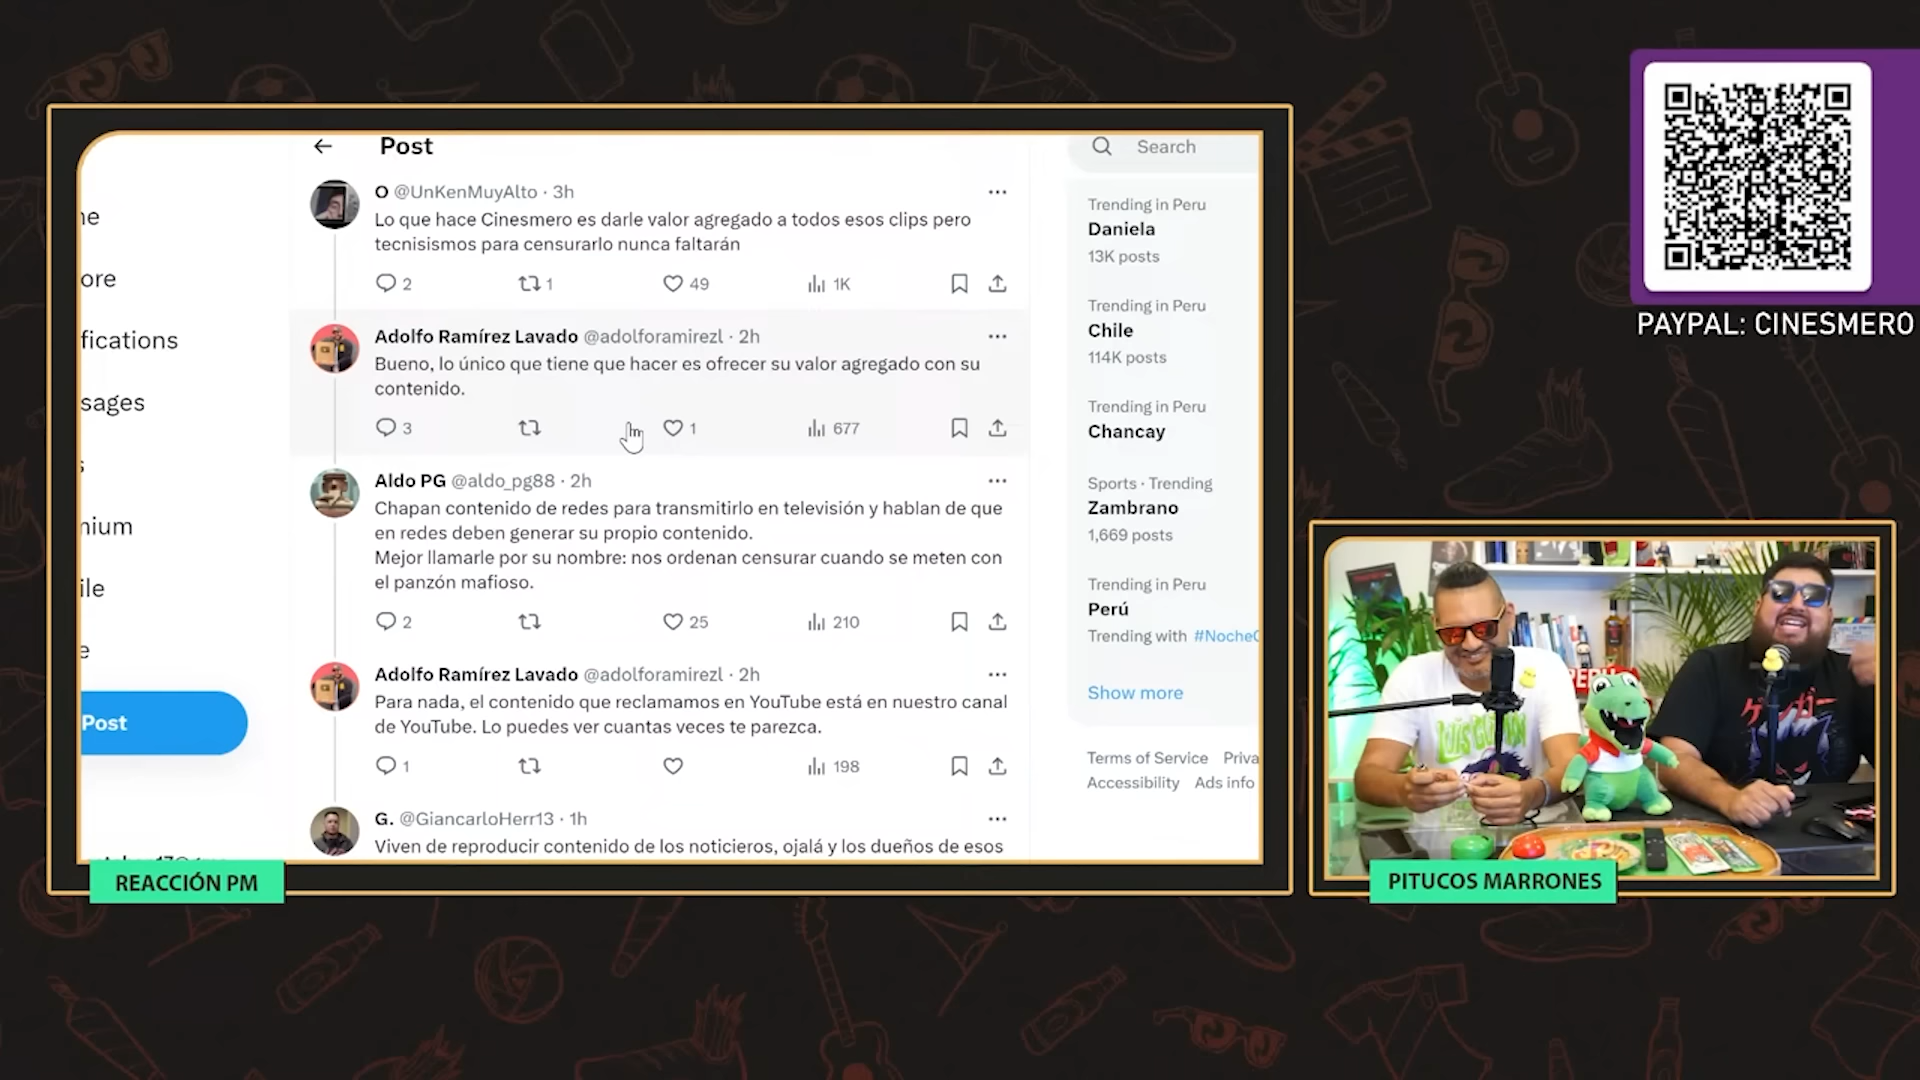 Post
O @UnKenMuyAlto · 3h
Lo que hace Cinesmero es darle valor agregado a todos esos clips pero
tecnisismos para censurarlo nunca faltarán
2 1 49 1K
Adolfo Ramírez Lavado @adolforamirezl · 2h
Bueno, lo único que tiene que hacer es ofrecer su valor agregado con su
contenido.
3 1 677
Aldo PG @aldo_pg88 · 2h
Chapan contenido de redes para transmitirlo en televisión y hablan de que
en redes deben generar su propio contenido.
Mejor llamarle por su nombre: nos ordenan censurar cuando se meten con
el panzón mafioso.
2 25 210
Adolfo Ramírez Lavado @adolforamirezl · 2h
Para nada, el contenido que reclamamos en YouTube está en nuestro canal
de YouTube. Lo puedes ver cuantas veces te parezca.
1 198
G. @GiancarloHerr13 · 1h
Viven de reproducir contenido de los noticieros, ojalá y los dueños de esos
ne
ore
fications
sages
s
nium
ile
e
Post
Search
Trending in Peru
Daniela
13K posts
Trending in Peru
Chile
114K posts
Trending in Peru
Chancay
Sports · Trending
Zambrano
1,669 posts
Trending in Peru
Perú
Trending with #NocheC
Show more
Terms of Service Priva
Accessibility Ads info
REACCIÓN PM
PAYPAL: CINESMERO
PERU
PITUCOS MARRONES